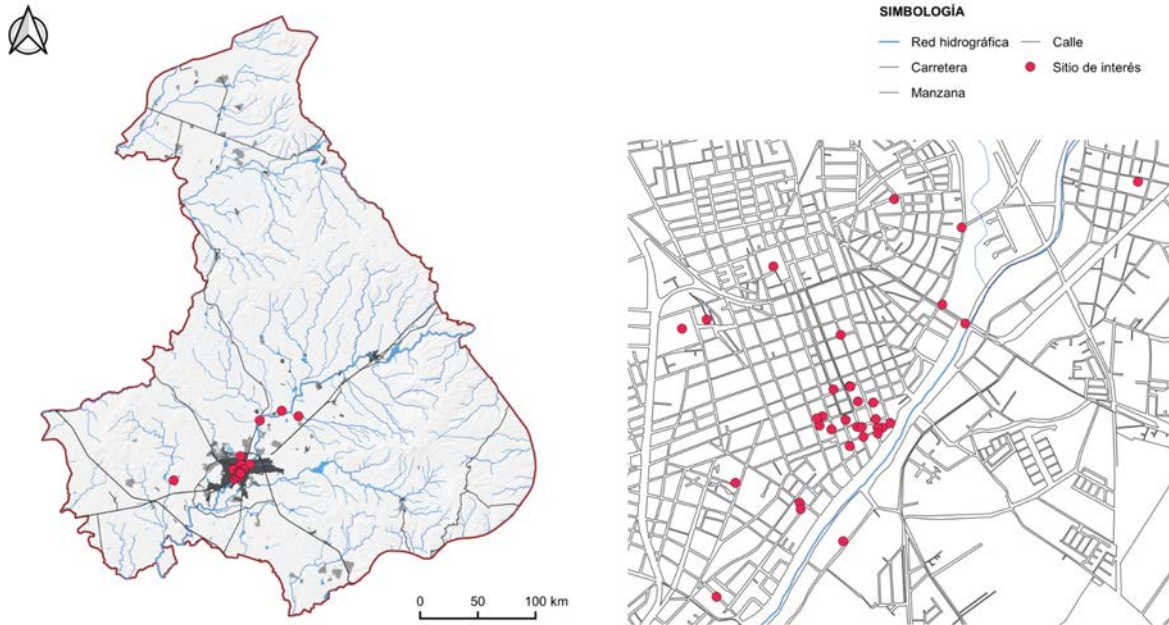 SIMBOLOGÍA
Red hidrográfica
Calle
Carretera
Sitio de interés
Manzana
0 50 100 km